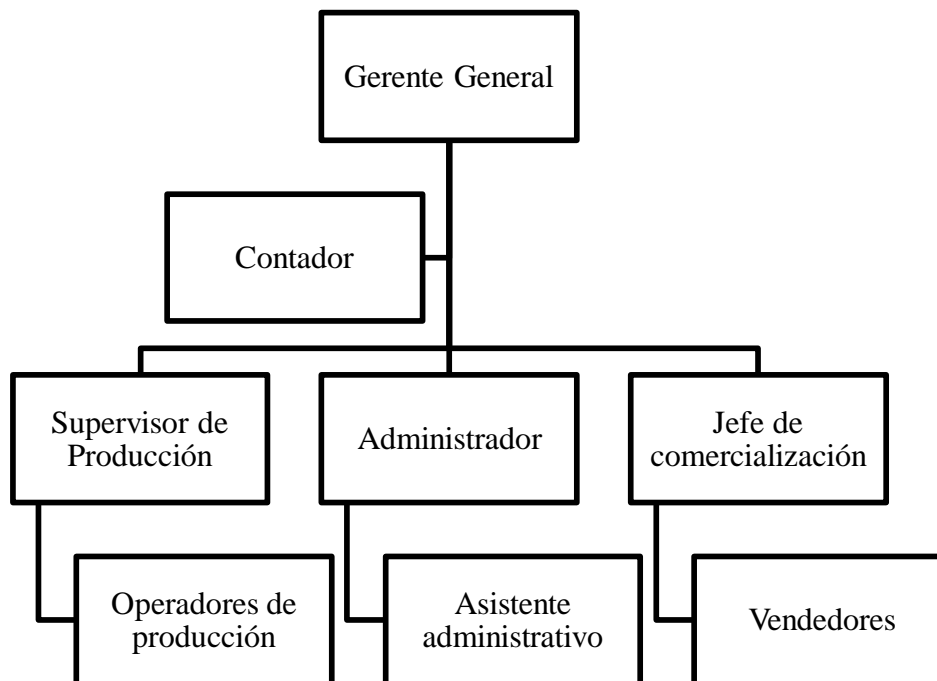 Gerente General
Contador
Supervisor de
Producción
Administrador
Jefe de
comercialización
Operadores de
producción
Asistente
administrativo
Vendedores